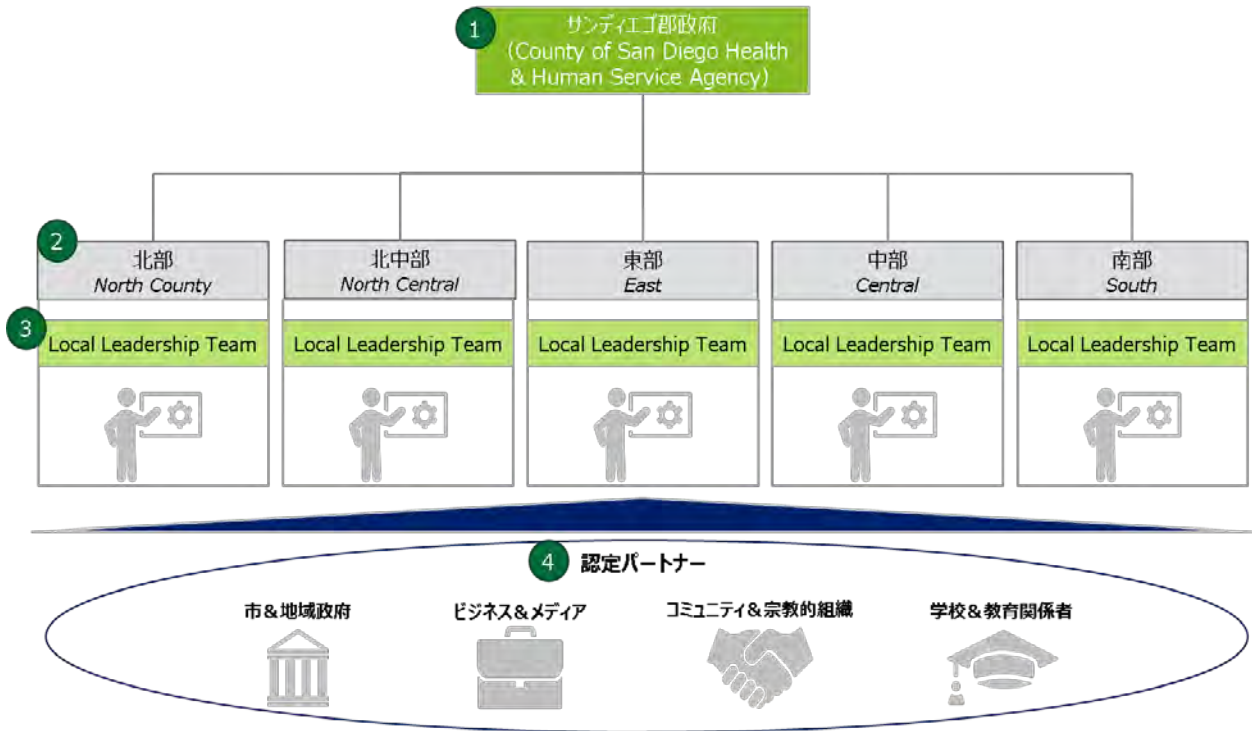 1
サンディエゴ郡政府
（County of San Diego Health
& Human Service Agency）
2
北部
North County
北中部
North Central
東部
East
中部
Central
南部
South
3
Local Leadership Team
Local Leadership Team
Local Leadership Team
Local Leadership Team
Local Leadership Team
4
認定パートナー
市&地域政府
ビジネス&メディア
コミュニティ&宗教的組織
学校&教育関係者